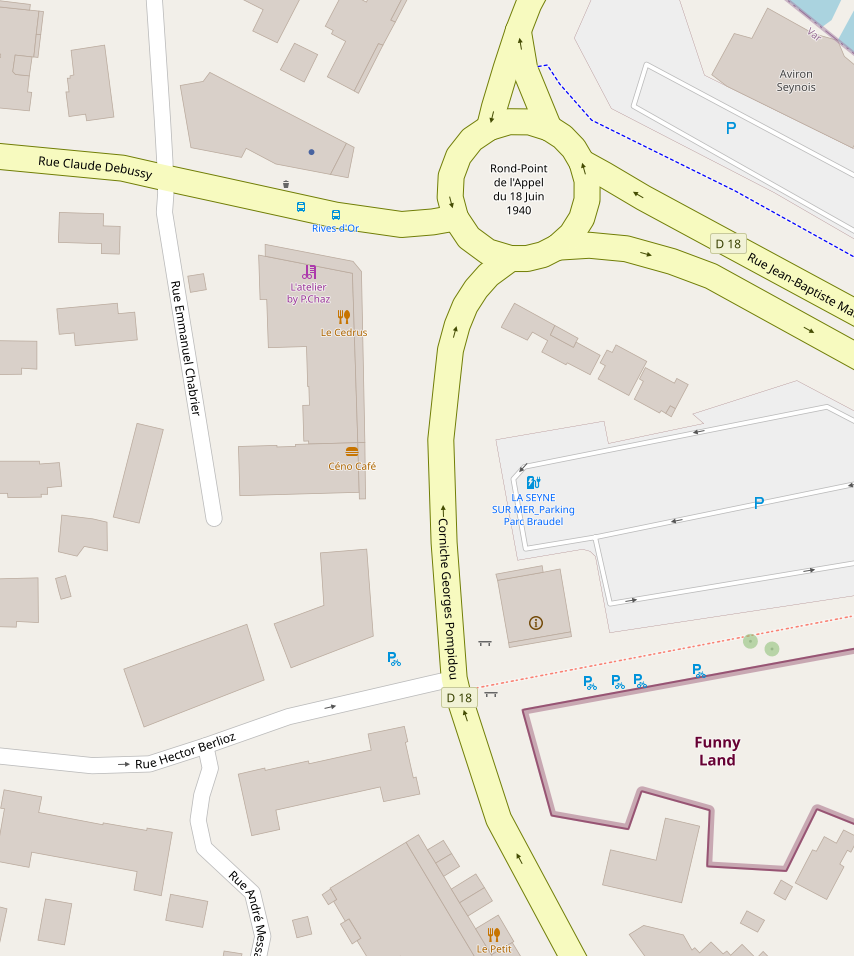 Var
Aviron
Seynois
P
Rue Claude Debussy
Rond-Point
de l'Appel
du 18 Juin
1940
Rives d'Or
D 18
Rue Jean-Baptiste Ma
L'atelier
by P.Chaz
Le Cedrus
Rue Emmanuel Chabrier
Céno Café
LA SEYNE
SUR MER_Parking
Parc Braudel
P
Corniche Georges Pompidou
P
P
P
P
P
D 18
Rue Hector Berlioz
Funny
Land
Rue André Messa
Le Petit